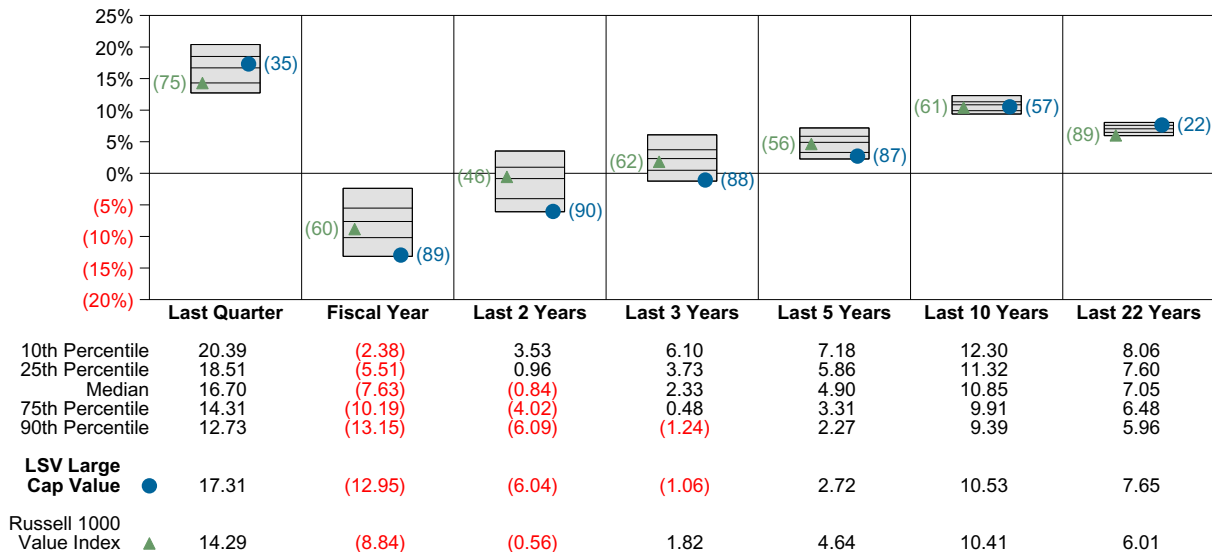 25%
20%
15%
10%
5%
0%
(5%)
(10%)
(15%)
(20%)
(75) (35)
(60) (89)
(46) (90)
(62) (88)
(56) (87)
(61) (57)
(89) (22)
Last Quarter Fiscal Year Last 2 Years Last 3 Years Last 5 Years Last 10 Years Last 22 Years
10th Percentile 20.39 (2.38) 3.53 6.10 7.18 12.30 8.06
25th Percentile 18.51 (5.51) 0.96 3.73 5.86 11.32 7.60
Median 16.70 (7.63) (0.84) 2.33 4.90 10.85 7.05
75th Percentile 14.31 (10.19) (4.02) 0.48 3.31 9.91 6.48
90th Percentile 12.73 (13.15) (6.09) (1.24) 2.27 9.39 5.96
LSV Large
Cap Value 17.31 (12.95) (6.04) (1.06) 2.72 10.53 7.65
Russell 1000
Value Index 14.29 (8.84) (0.56) 1.82 4.64 10.41 6.01